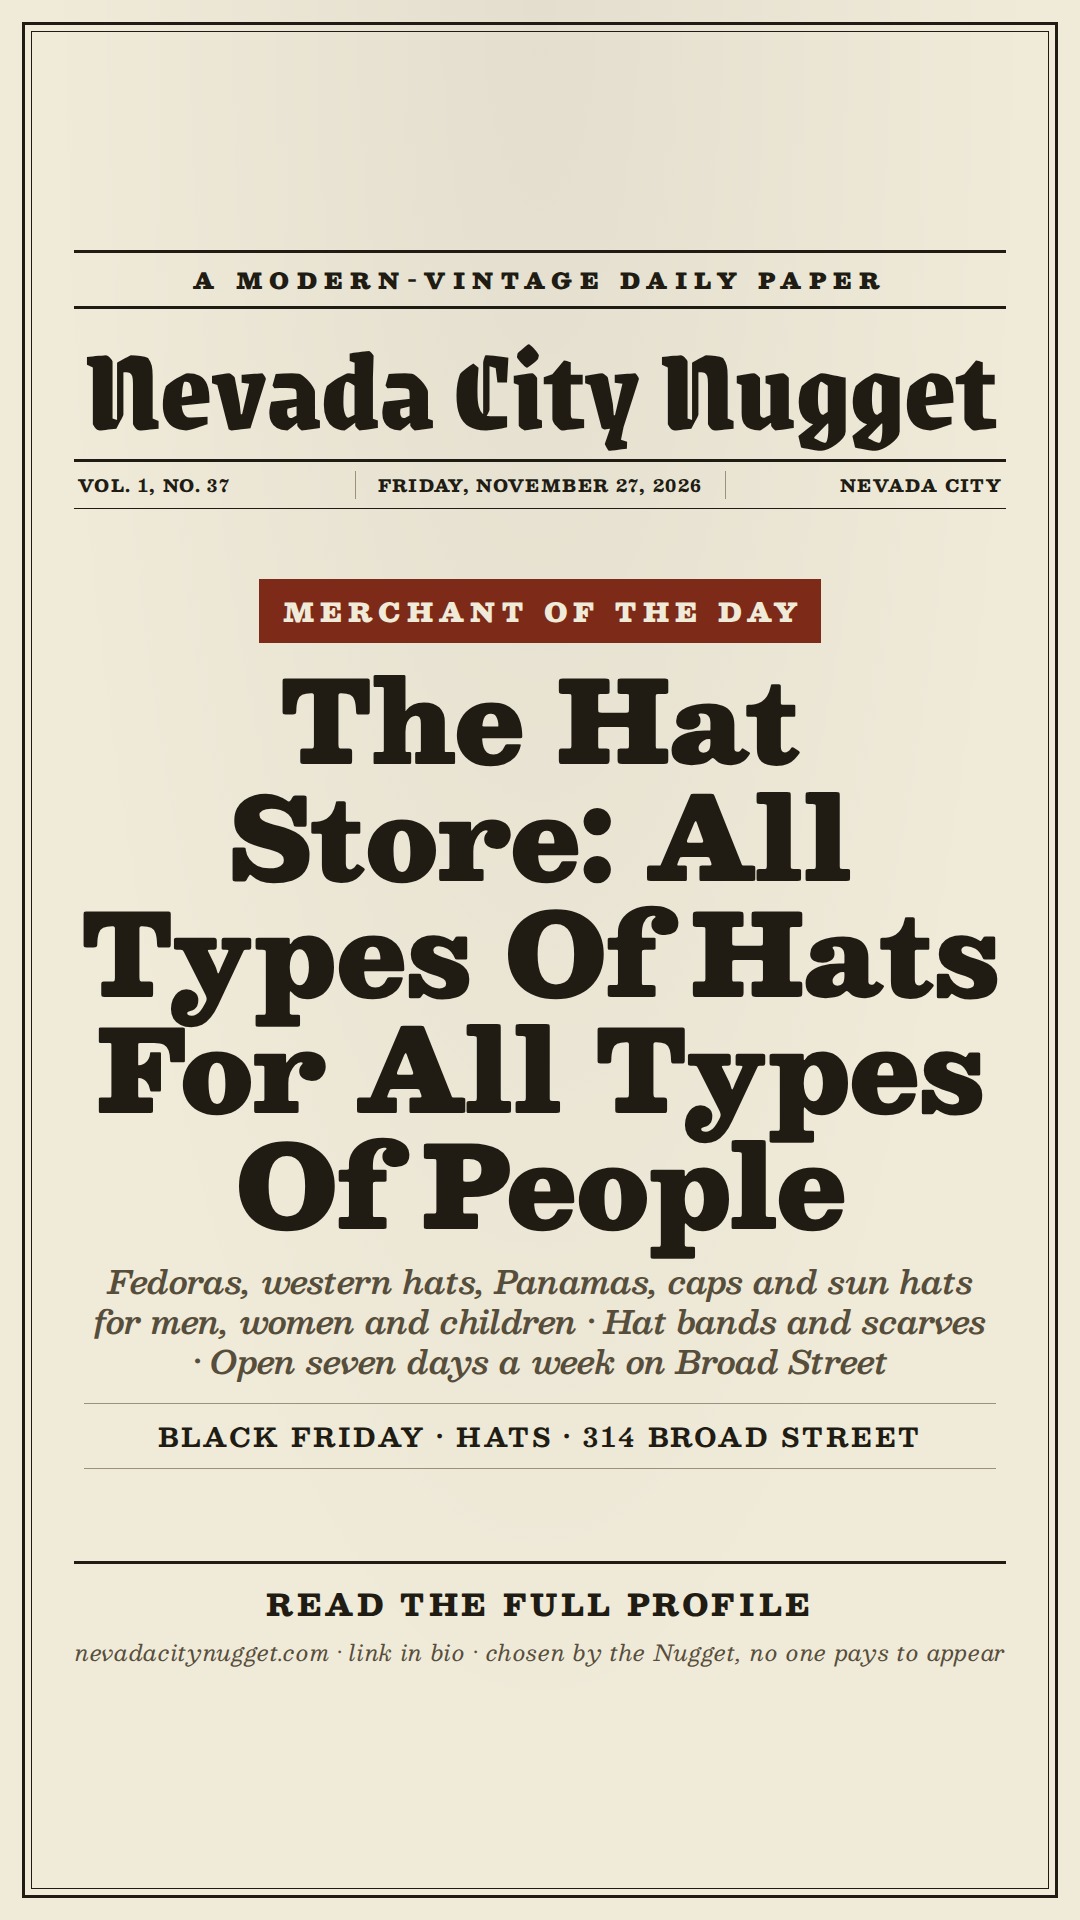 A MODERN-VINTAGE DAILY PAPER
Nevada City Nugget
VOL. 1, NO. 37
FRIDAY, NOVEMBER 27, 2026
NEVADA CITY
MERCHANT OF THE DAY
The Hat
Store: All
Types Of Hats
For All Types
Of People
Fedoras, western hats, Panamas, caps and sun hats
for men, women and children · Hat bands and scarves
· Open seven days a week on Broad Street
BLACK FRIDAY · HATS · 314 BROAD STREET
READ THE FULL PROFILE
nevadacitynugget.com · link in bio · chosen by the Nugget, no one pays to appear